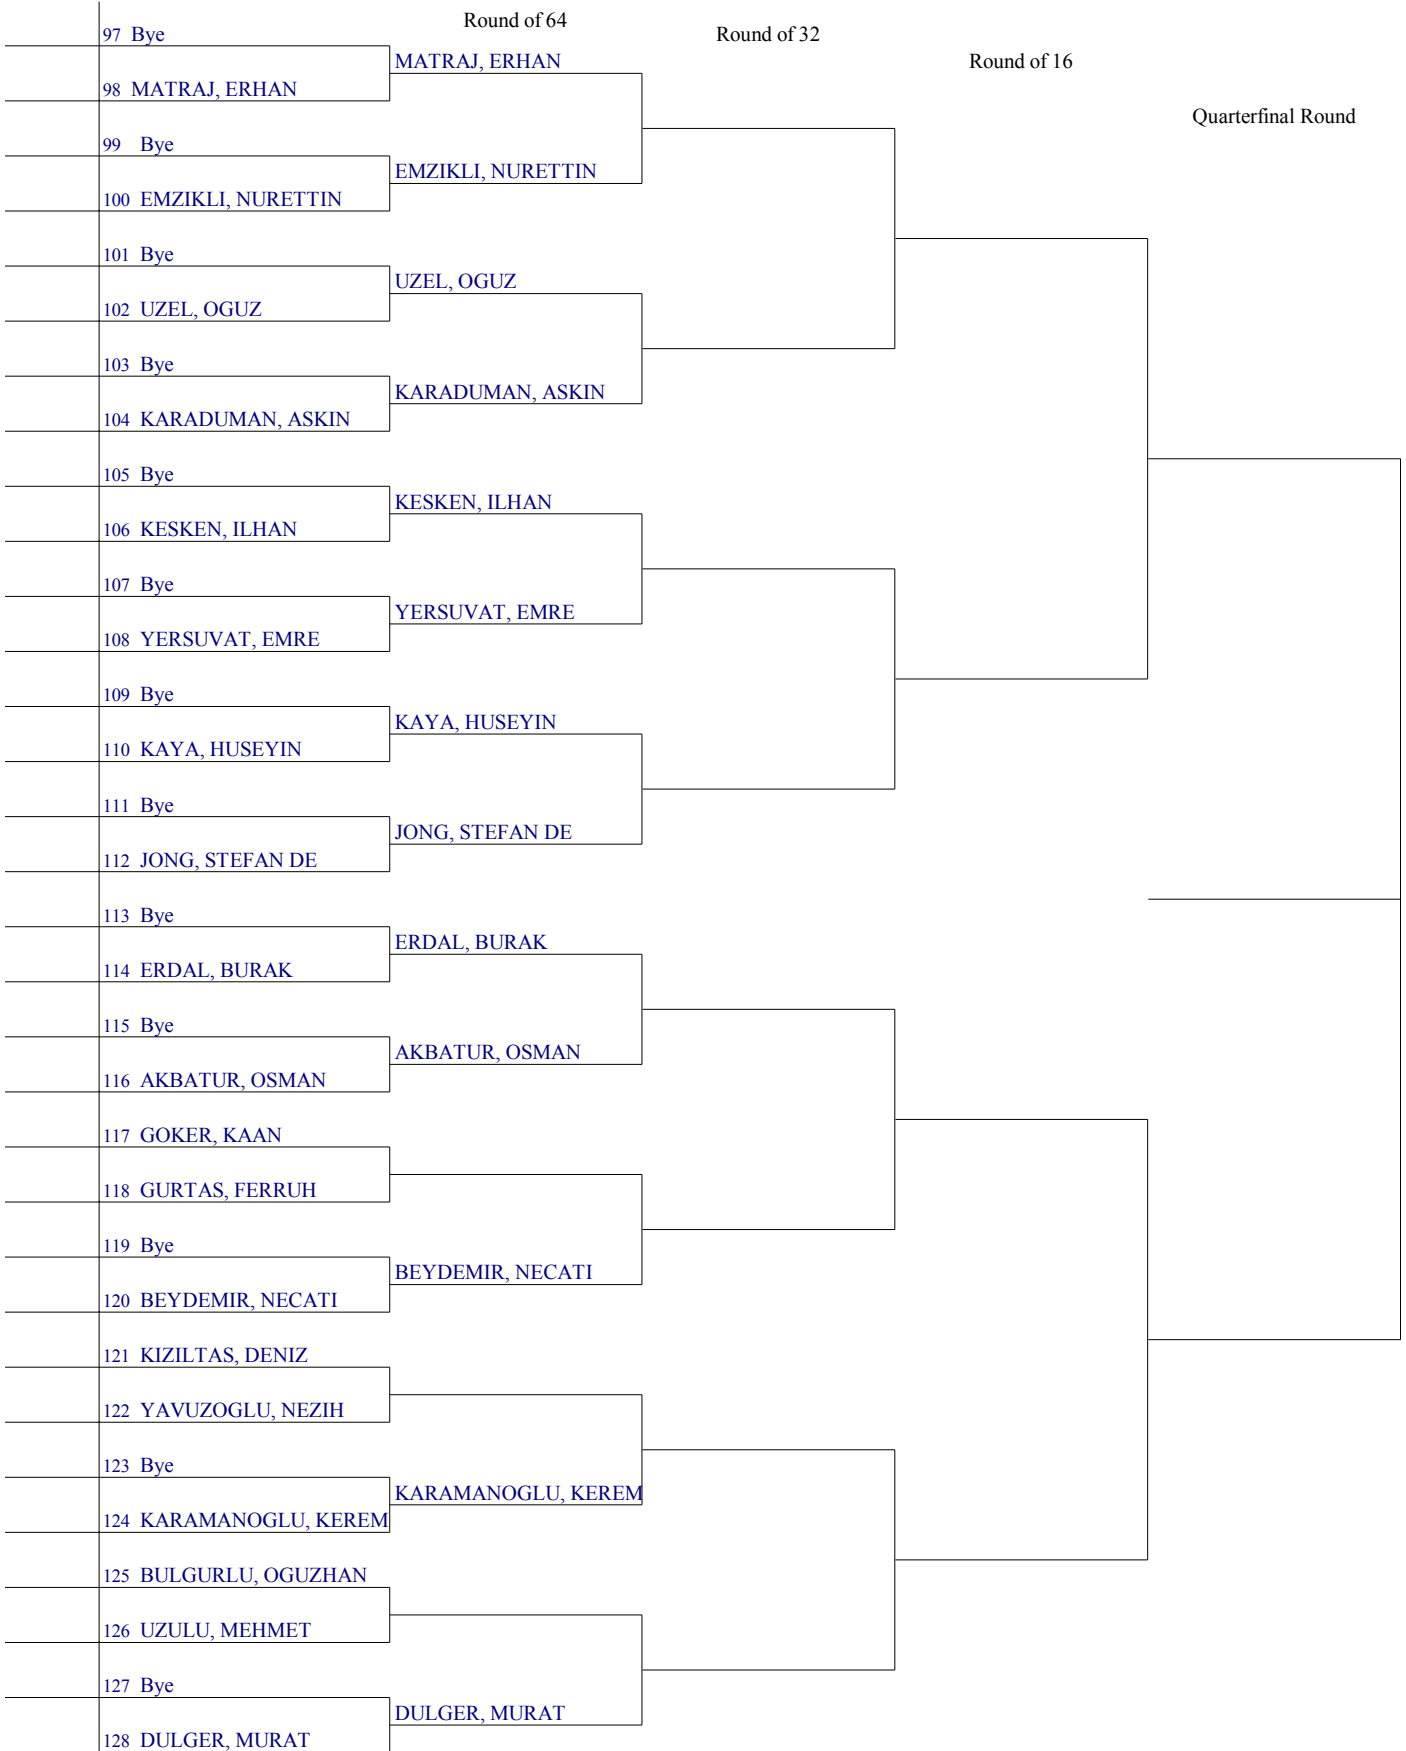 Round of 64
Round of 32
Round of 16
Quarterfinal Round
97 Bye
MATRAJ, ERHAN
98 MATRAJ, ERHAN
99 Bye
EMZIKLI, NURETTIN
100 EMZIKLI, NURETTIN
101 Bye
UZEL, OGUZ
102 UZEL, OGUZ
103 Bye
KARADUMAN, ASKIN
104 KARADUMAN, ASKIN
105 Bye
KESKEN, ILHAN
106 KESKEN, ILHAN
107 Bye
YERSUVAT, EMRE
108 YERSUVAT, EMRE
109 Bye
KAYA, HUSEYIN
110 KAYA, HUSEYIN
111 Bye
JONG, STEFAN DE
112 JONG, STEFAN DE
113 Bye
ERDAL, BURAK
114 ERDAL, BURAK
115 Bye
AKBATUR, OSMAN
116 AKBATUR, OSMAN
117 GOKER, KAAN
118 GURTAS, FERRUH
119 Bye
BEYDEMIR, NECATI
120 BEYDEMIR, NECATI
121 KIZILTAS, DENIZ
122 YAVUZOGLU, NEZIH
123 Bye
KARAMANOGLU, KEREM
124 KARAMANOGLU, KEREM
125 BULGURLU, OGUZHAN
126 UZULU, MEHMET
127 Bye
DULGER, MURAT
128 DULGER, MURAT